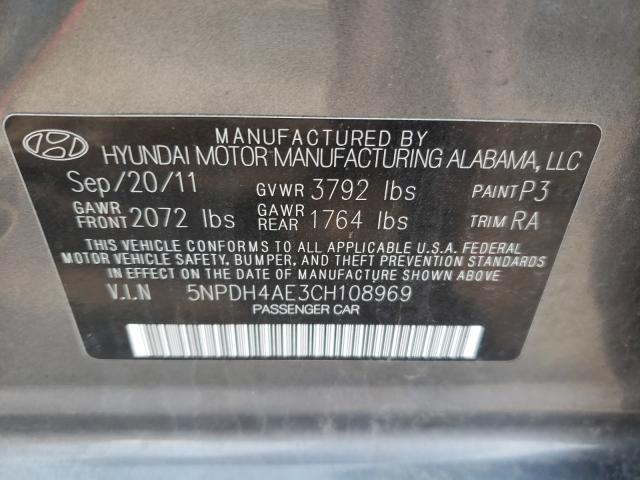 MANUFACTURED BY
HYUNDAI MOTOR MANUFACTURING ALABAMA, LLC
Sep/20/11 GVWR 3792 lbs PAINT P3
GAWR FRONT 2072 lbs GAWR REAR 1764 lbs TRIM RA
THIS VEHICLE CONFORMS TO ALL APPLICABLE U.S.A. FEDERAL
MOTOR VEHICLE SAFETY, BUMPER, AND THEFT PREVENTION STANDARDS
IN EFFECT ON THE DATE OF MANUFACTURE SHOWN ABOVE.
V.I.N 5NPDH4AE3CH108969
PASSENGER CAR